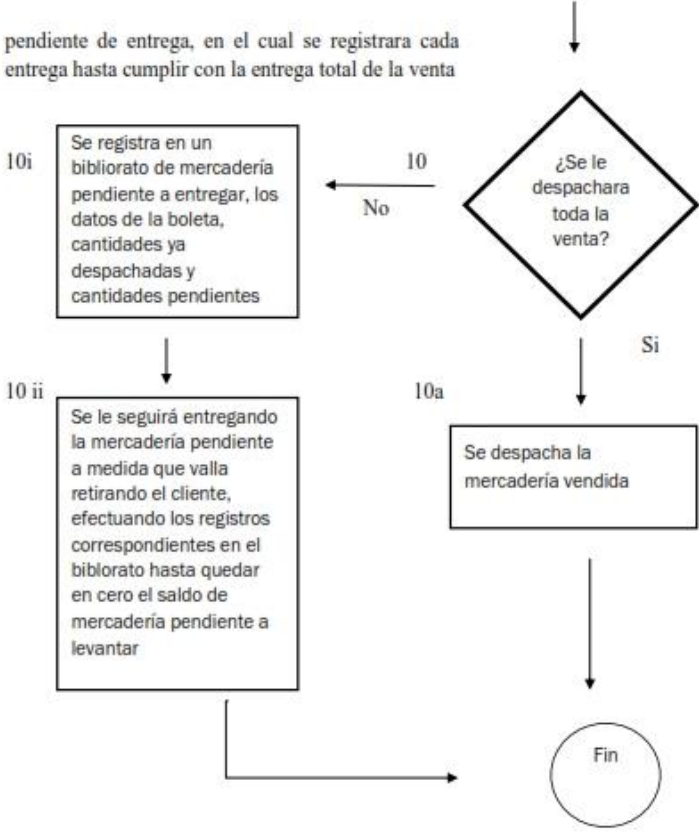 pendiente de entrega, en el cual se registrara cada
entrega hasta cumplir con la entrega total de la venta
10
¿Se le
despachara
toda la
venta?
No
10i
Se registra en un
bibliorato de mercadería
pendiente a entregar, los
datos de la boleta,
cantidades ya
despachadas y
cantidades pendientes
10 ii
Se le seguirá entregando
la mercadería pendiente
a medida que valla
retirando el cliente,
efectuando los registros
correspondientes en el
biblorato hasta quedar
en cero el saldo de
mercadería pendiente a
levantar
Si
10a
Se despacha la
mercadería vendida
Fin